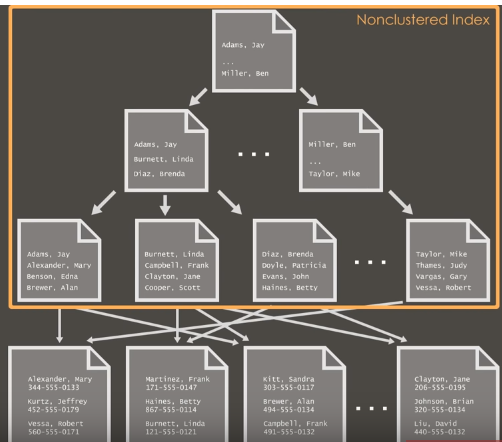 Nonclustered Index
Adams, Jay
...
Miller, Ben
Adams, Jay
Burnett, Linda
Diaz, Brenda
Miller, Ben
...
Taylor, Mike
Adams, Jay
Alexander, Mary
Benson, Edna
Brewer, Alan
Burnett, Linda
Campbell, Frank
Clayton, Jane
Cooper, Scott
Diaz, Brenda
Doyle, Patricia
Evans, John
Haines, Betty
Taylor, Mike
Thames, Judy
Vargas, Gary
Vessa, Robert
Alexander, Mary
344-555-0133
Kurtz, Jeffrey
452-555-0179
Vessa, Robert
560-555-0171
Martinez, Frank
171-555-0147
Haines, Betty
867-555-0114
Burnett, Linda
121-555-0121
Kitt, Sandra
303-555-0117
Brewer, Alan
494-555-0134
Campbell, Frank
491-555-0132
Clayton, Jane
206-555-0195
Johnson, Brian
320-555-0134
Liu, David
440-555-0132